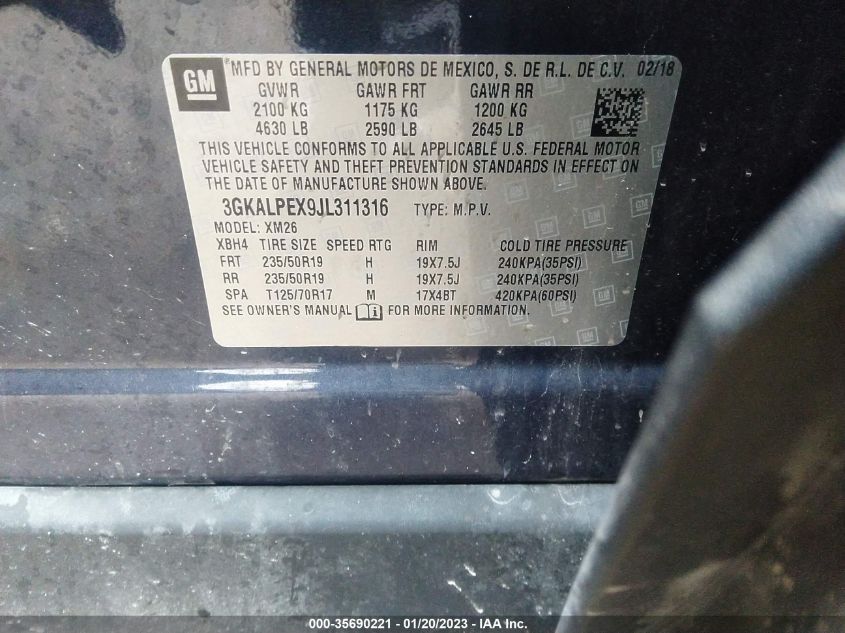 GM
*MFD BY GENERAL MOTORS DE MEXICO, S. DE R.L. DE C.V. 02/18
GVWR GAWR FRT GAWR RR
2100 KG 1175 KG 1200 KG
4630 LB 2590 LB 2645 LB
THIS VEHICLE CONFORMS TO ALL APPLICABLE U.S. FEDERAL MOTOR
VEHICLE SAFETY AND THEFT PREVENTION STANDARDS IN EFFECT ON
THE DATE OF MANUFACTURE SHOWN ABOVE.
3GKALPEX9JL311316 TYPE: M.P.V.
MODEL: XM26
XBH4 TIRE SIZE SPEED RTG RIM COLD TIRE PRESSURE
FRT 235/50R19 H 19X7.5J 240KPA(35PSI)
RR 235/50R19 H 19X7.5J 240KPA(35PSI)
SPA T125/70R17 M 17X4BT 420KPA(60PSI)
SEE OWNER'S MANUAL FOR MORE INFORMATION.
000-35690221 - 01/20/2023 - IAA Inc.